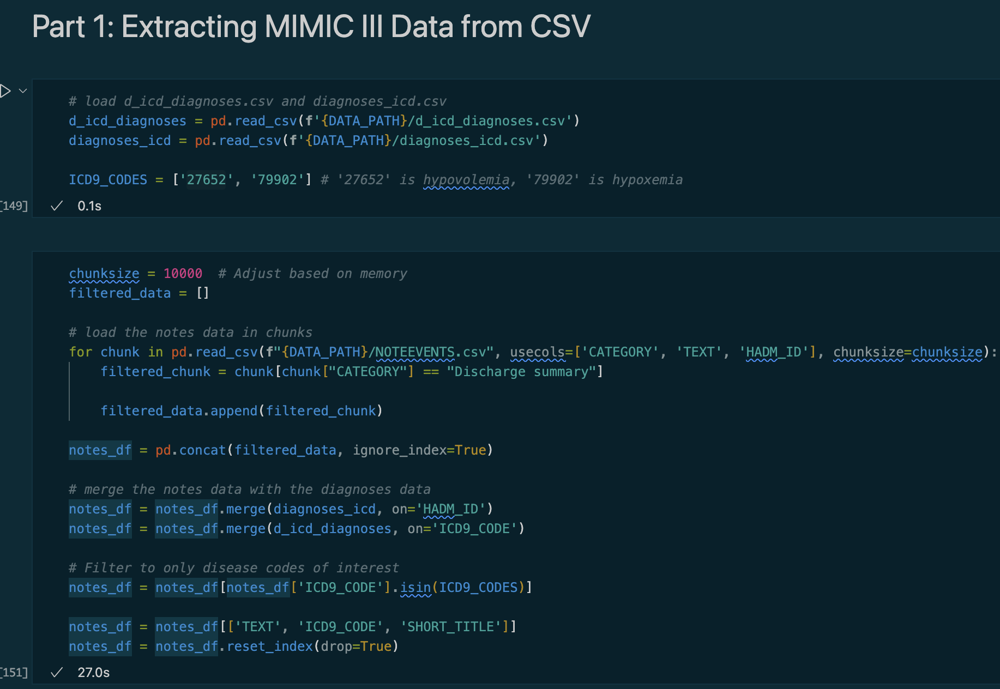 Part 1: Extracting MIMIC III Data from CSV
# load d_icd_diagnoses.csv and diagnoses_icd.csv
d_icd_diagnoses = pd.read_csv(f'{DATA_PATH}/d_icd_diagnoses.csv')
diagnoses_icd = pd.read_csv(f'{DATA_PATH}/diagnoses_icd.csv')
ICD9_CODES = ['27652', '79902'] # '27652' is hypovolemia, '79902' is hypoxemia
[149] 0.1s
chunksize = 10000  # Adjust based on memory
filtered_data = []
# load the notes data in chunks
for chunk in pd.read_csv(f"{DATA_PATH}/NOTEEVENTS.csv", usecols=['CATEGORY', 'TEXT', 'HADM_ID'], chunksize=chunksize):
    filtered_chunk = chunk[chunk["CATEGORY"] == "Discharge summary"]
    filtered_data.append(filtered_chunk)
notes_df = pd.concat(filtered_data, ignore_index=True)
# merge the notes data with the diagnoses data
notes_df = notes_df.merge(diagnoses_icd, on='HADM_ID')
notes_df = notes_df.merge(d_icd_diagnoses, on='ICD9_CODE')
# Filter to only disease codes of interest
notes_df = notes_df[notes_df['ICD9_CODE'].isin(ICD9_CODES)]
notes_df = notes_df[['TEXT', 'ICD9_CODE', 'SHORT_TITLE']]
notes_df = notes_df.reset_index(drop=True)
[151] 27.0s